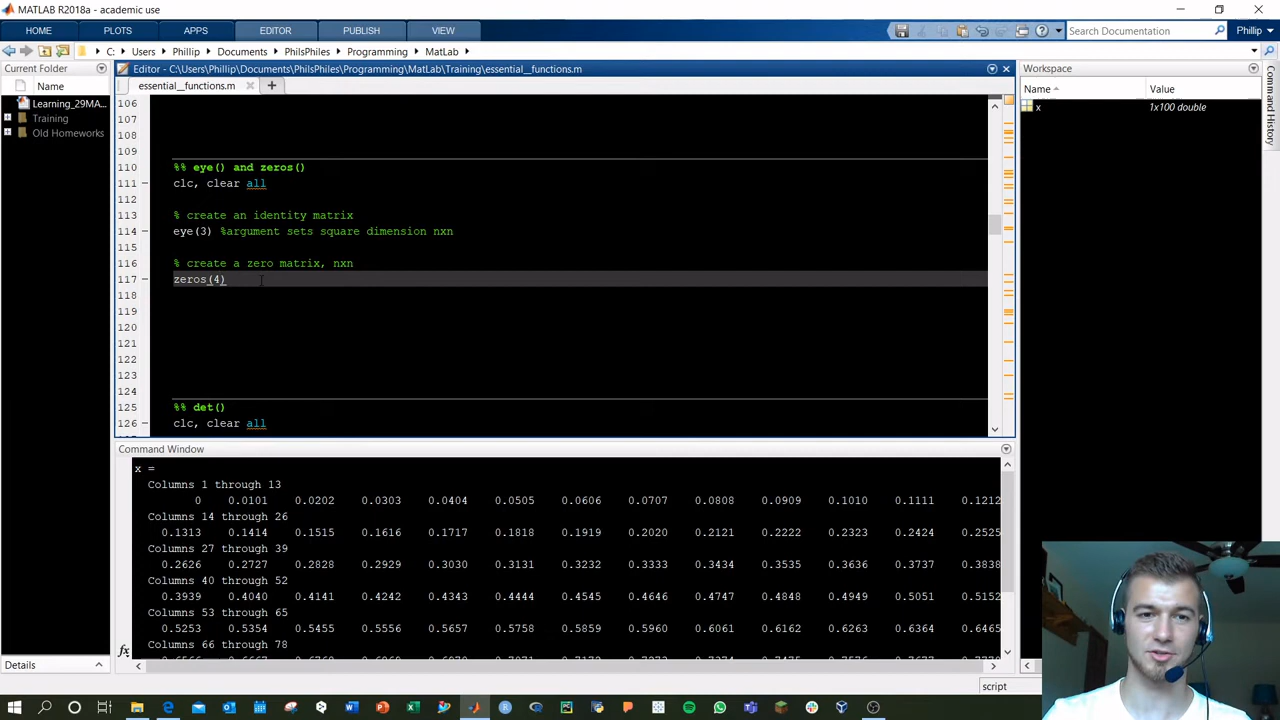 MATLAB R2018a - academic use
HOME PLOTS APPS EDITOR PUBLISH VIEW Search Documentation Phillip
C: Users Phillip Documents PhilsPhiles Programming MatLab
Current Folder
Name
Learning_29MA...
Training
Old Homeworks
Details
Editor - C:\Users\Phillip\Documents\PhilsPhiles\Programming\MatLab\Training\essential__functions.m
essential__functions.m
106
107
108
109
110 %% eye() and zeros()
111 clc, clear all
112
113 % create an identity matrix
114 eye(3) %argument sets square dimension nxn
115
116 % create a zero matrix, nxn
117 zeros(4)
118
119
120
121
122
123
124
125 %% det()
126 clc, clear all
Command Window
x =
Columns 1 through 13
0 0.0101 0.0202 0.0303 0.0404 0.0505 0.0606 0.0707 0.0808 0.0909 0.1010 0.1111 0.1212
Columns 14 through 26
0.1313 0.1414 0.1515 0.1616 0.1717 0.1818 0.1919 0.2020 0.2121 0.2222 0.2323 0.2424 0.2525
Columns 27 through 39
0.2626 0.2727 0.2828 0.2929 0.3030 0.3131 0.3232 0.3333 0.3434 0.3535 0.3636 0.3737 0.3838
Columns 40 through 52
0.3939 0.4040 0.4141 0.4242 0.4343 0.4444 0.4545 0.4646 0.4747 0.4848 0.4949 0.5051 0.5152
Columns 53 through 65
0.5253 0.5354 0.5455 0.5556 0.5657 0.5758 0.5859 0.5960 0.6061 0.6162 0.6263 0.6364 0.6465
Columns 66 through 78
fx
Workspace
Name Value
x 1x100 double
Command History
script